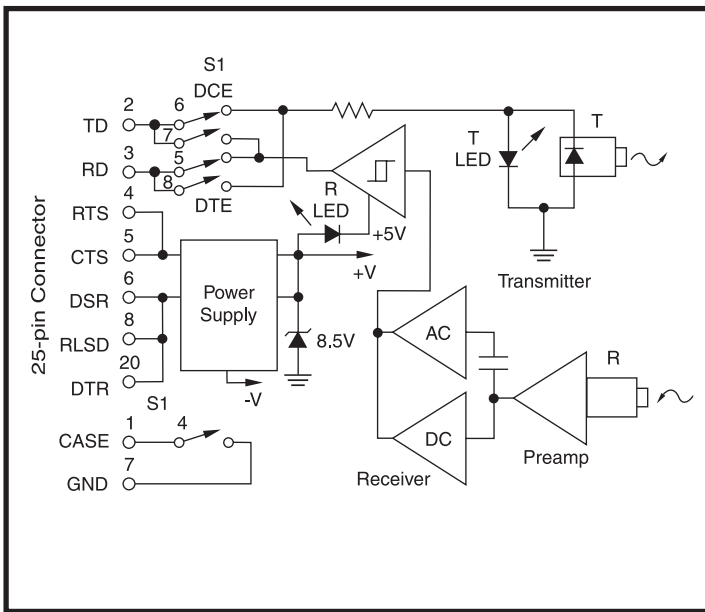 S1
DCE
TD
2
6
7
RD
3
5
8
DTE
RTS
4
CTS
5
DSR
6
RLSD
8
DTR
20
S1
CASE
1
4
GND
7
25-pin Connector
Power
Supply
-V
R
LED
+5V
+V
8.5V
T
LED
T
Transmitter
AC
DC
Receiver
R
Preamp